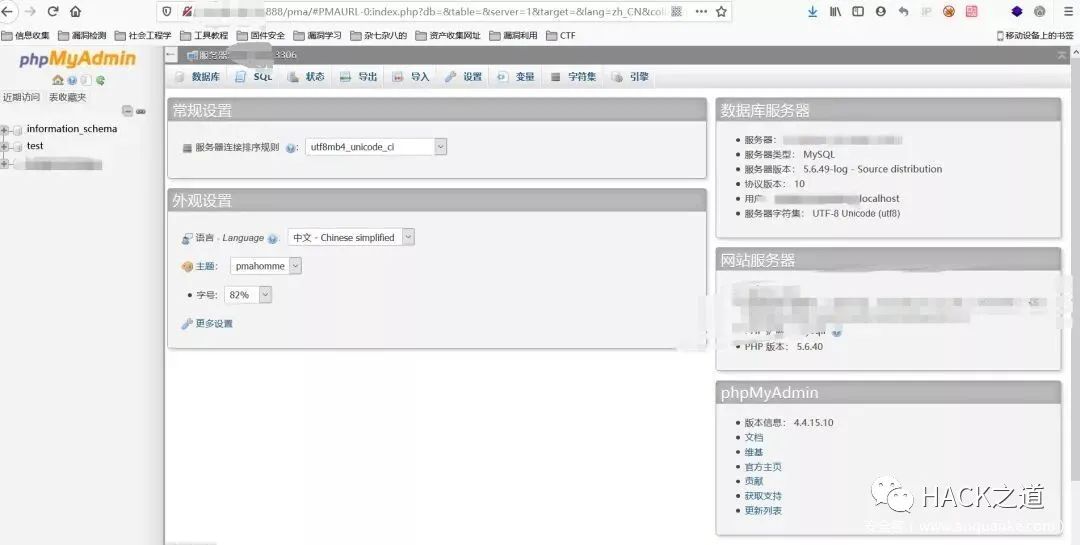 888/pma/#PMAURL-0:index.php?db=&table=&server=1&target=&lang=zh_CN&col
信息收集 漏洞检测 社会工程学 工具教程 固件安全 漏洞学习 杂七杂八的 资产收集网址 漏洞利用 CTF 移动设备上的书签
phpMyAdmin
服务器 3306
近期访问 表收藏夹
数据库 SQL 状态 导出 导入 设置 变量 字符集 引擎
information_schema
test
常规设置
服务器连接排序规则 : utf8mb4_unicode_ci
外观设置
语言 - Language : 中文 - Chinese simplified
主题: pmahomme
字号: 82%
更多设置
数据库服务器
服务器:
服务器类型: MySQL
服务器版本: 5.6.49-log - Source distribution
协议版本: 10
用户 localhost
服务器字符集: UTF-8 Unicode (utf8)
网站服务器
PHP 版本: 5.6.40
phpMyAdmin
版本信息: 4.4.15.10
文档
维基
官方主页
贡献
获取支持
更新列表
HACK之道
安全客 ( www.anquanke.com )